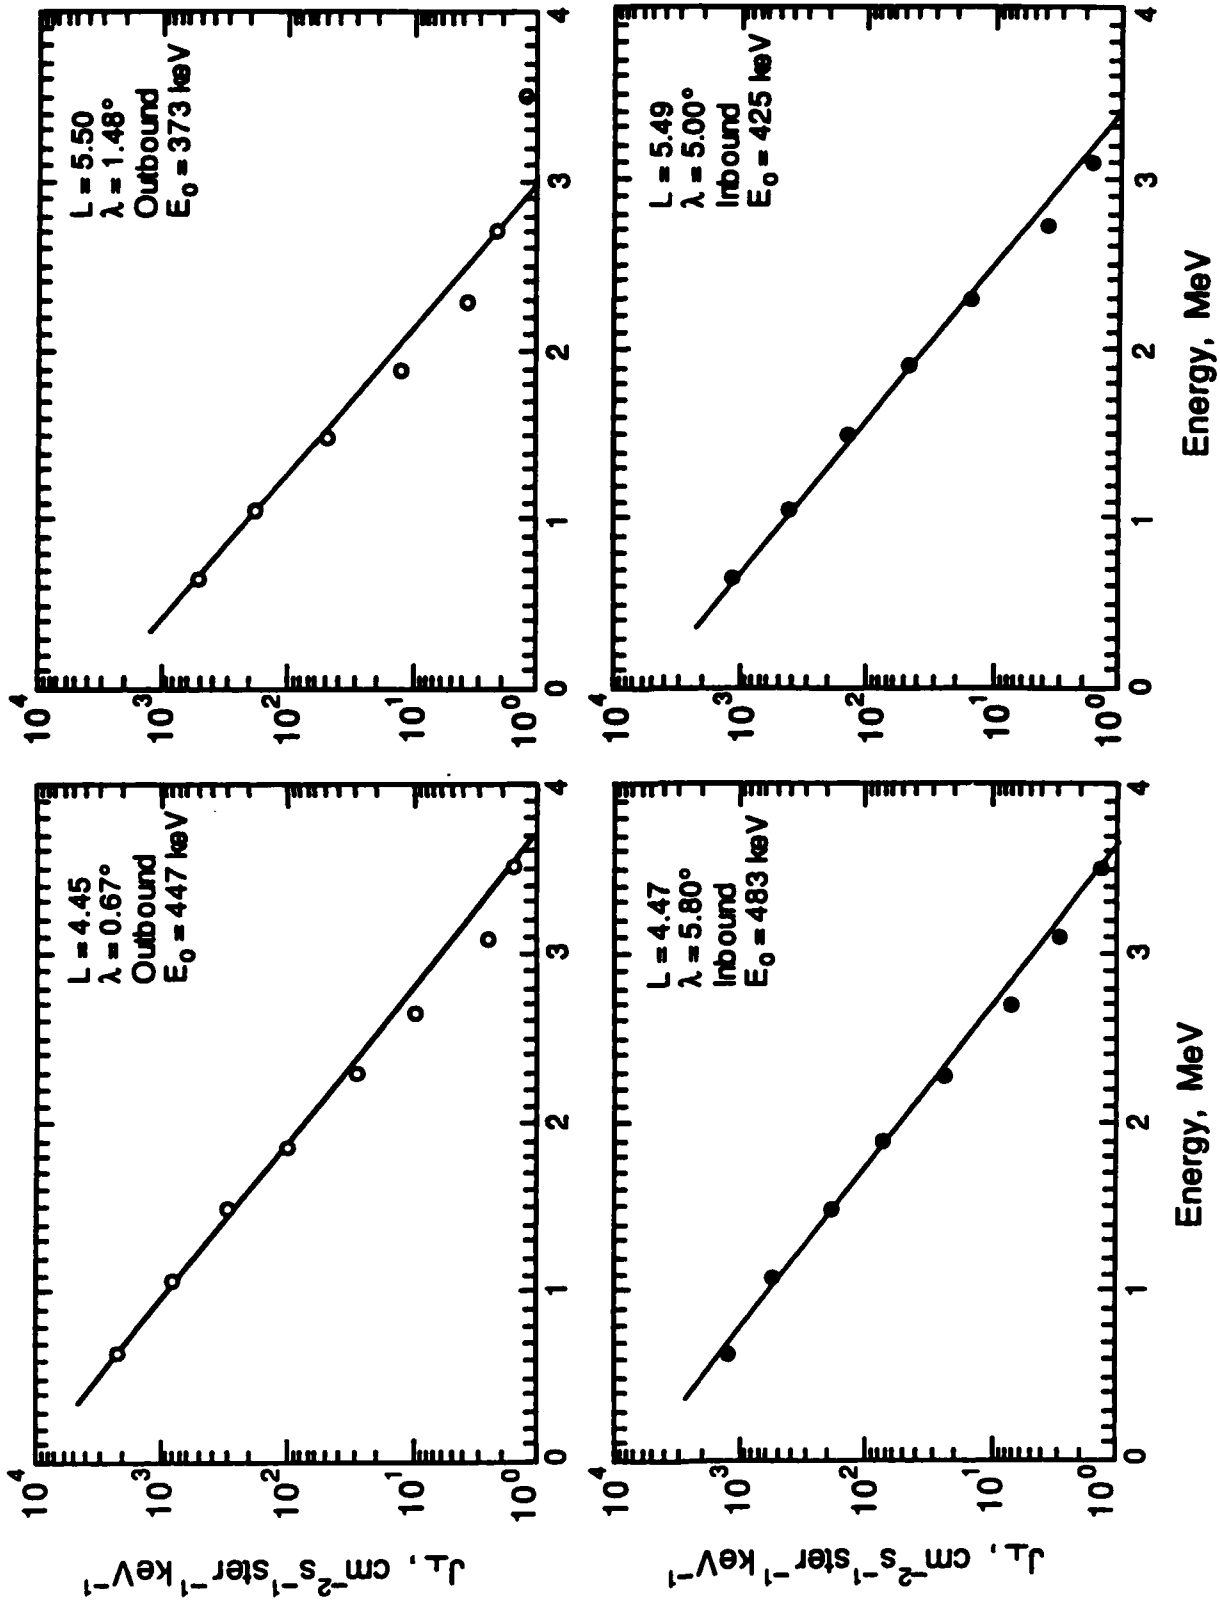 J⊥, cm⁻²s⁻¹ster⁻¹keV⁻¹
10⁴
10³
10²
10¹
10⁰
L = 4.45
λ = 0.67°
Outbound
E₀ = 447 keV
0 1 2 3 4
10⁴
10³
10²
10¹
10⁰
L = 5.50
λ = 1.48°
Outbound
E₀ = 373 keV
0 1 2 3 4
J⊥, cm⁻²s⁻¹ster⁻¹keV⁻¹
10⁴
10³
10²
10¹
10⁰
L = 4.47
λ = 5.80°
Inbound
E₀ = 483 keV
0 1 2 3 4
Energy, MeV
10⁴
10³
10²
10¹
10⁰
L = 5.49
λ = 5.00°
Inbound
E₀ = 425 keV
0 1 2 3 4
Energy, MeV